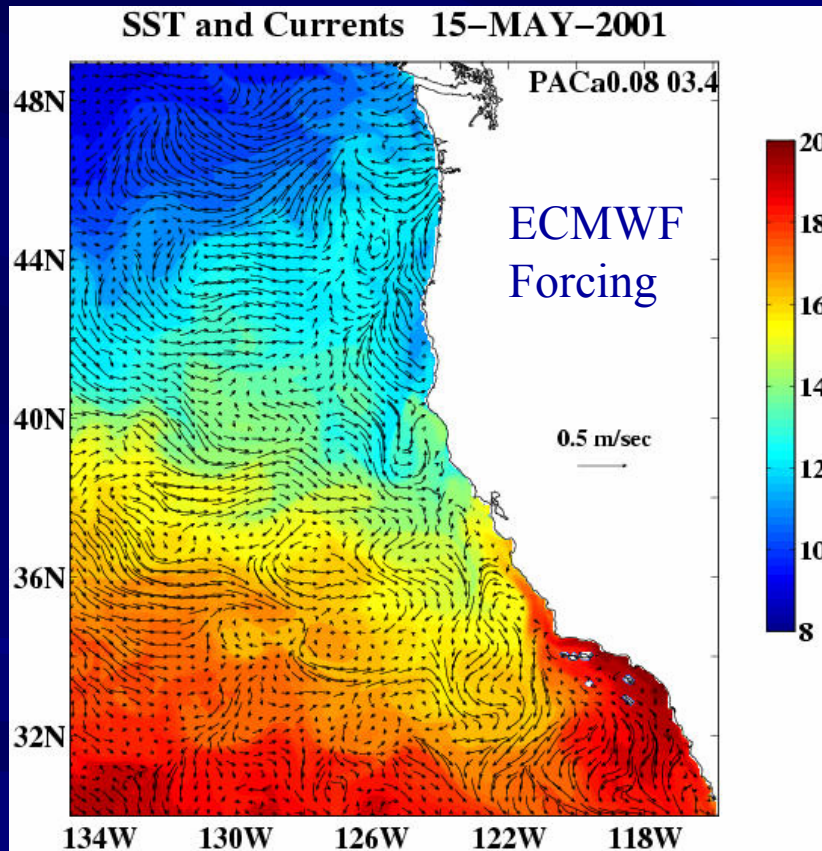 SST and Currents 15-MAY-2001
PACa0.08 03.4
48N
44N
40N
36N
32N
134W 130W 126W 122W 118W
ECMWF
Forcing
0.5 m/sec
20
18
16
14
12
10
8